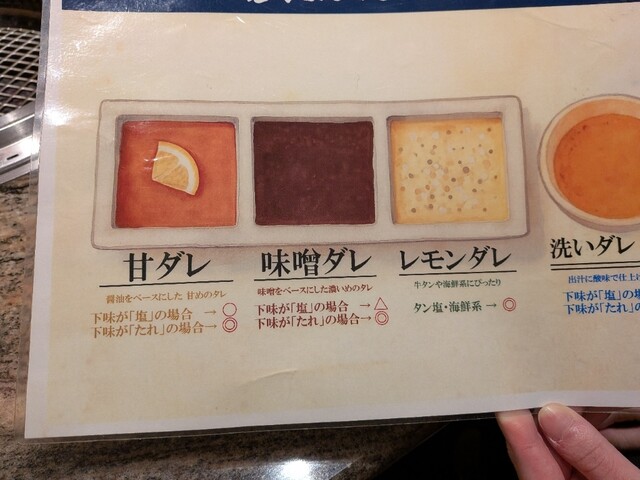 甘ダレ
醤油をベースにした 甘めのタレ
下味が「塩」の場合 → ○
下味が「たれ」の場合→ ◎
味噌ダレ
味噌をベースにした濃いめのタレ
下味が「塩」の場合 → △
下味が「たれ」の場合→ ◎
レモンダレ
牛タンや海鮮系にぴったり
タン塩・海鮮系 → ◎
洗いダレ
出汁に酸味で仕上
下味が「塩」の場
下味が「たれ」の